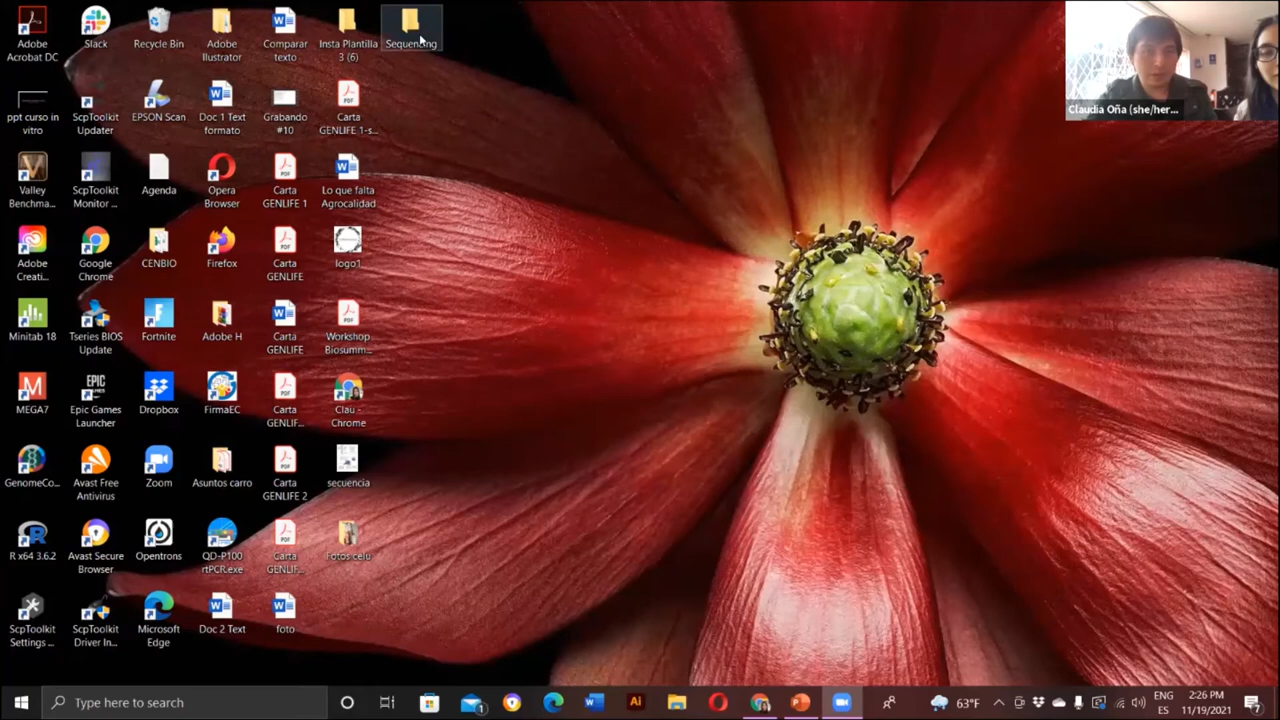 Adobe
Acrobat DC
Slack
Recycle Bin
Adobe
Ilustrator
Comparar
texto
Insta Plantilla
3 (6)
Sequencing
Claudia Oña (she/her...
ppt curso in
vitro
ScpToolkit
Updater
EPSON Scan
Doc 1 Text
formato
Grabando
#10
Carta
GENLIFE 1-s...
Valley
Benchma...
ScpToolkit
Monitor ...
Agenda
Opera
Browser
Carta
GENLIFE 1
Lo que falta
Agrocalidad
Adobe
Creati...
Google
Chrome
CENBIO
Firefox
Carta
GENLIFE
logo1
Minitab 18
Tseries BIOS
Update
Fortnite
Adobe H
Carta
GENLIFE
Workshop
Biosumm...
MEGA7
EPIC
GAMES
Epic Games
Launcher
Dropbox
FirmaEC
Carta
GENLIF...
Clau -
Chrome
GenomeCo...
Avast Free
Antivirus
Zoom
Asuntos carro
Carta
GENLIFE 2
secuencia
R x64 3.6.2
Avast Secure
Browser
Opentrons
QD-P100
rtPCR.exe
Carta
GENLIF...
Fotos celu
ScpToolkit
Settings ...
ScpToolkit
Driver In...
Microsoft
Edge
Doc 2 Text
foto
Type here to search
1
Ai
63°F
ENG
ES
2:26 PM
11/19/2021
7